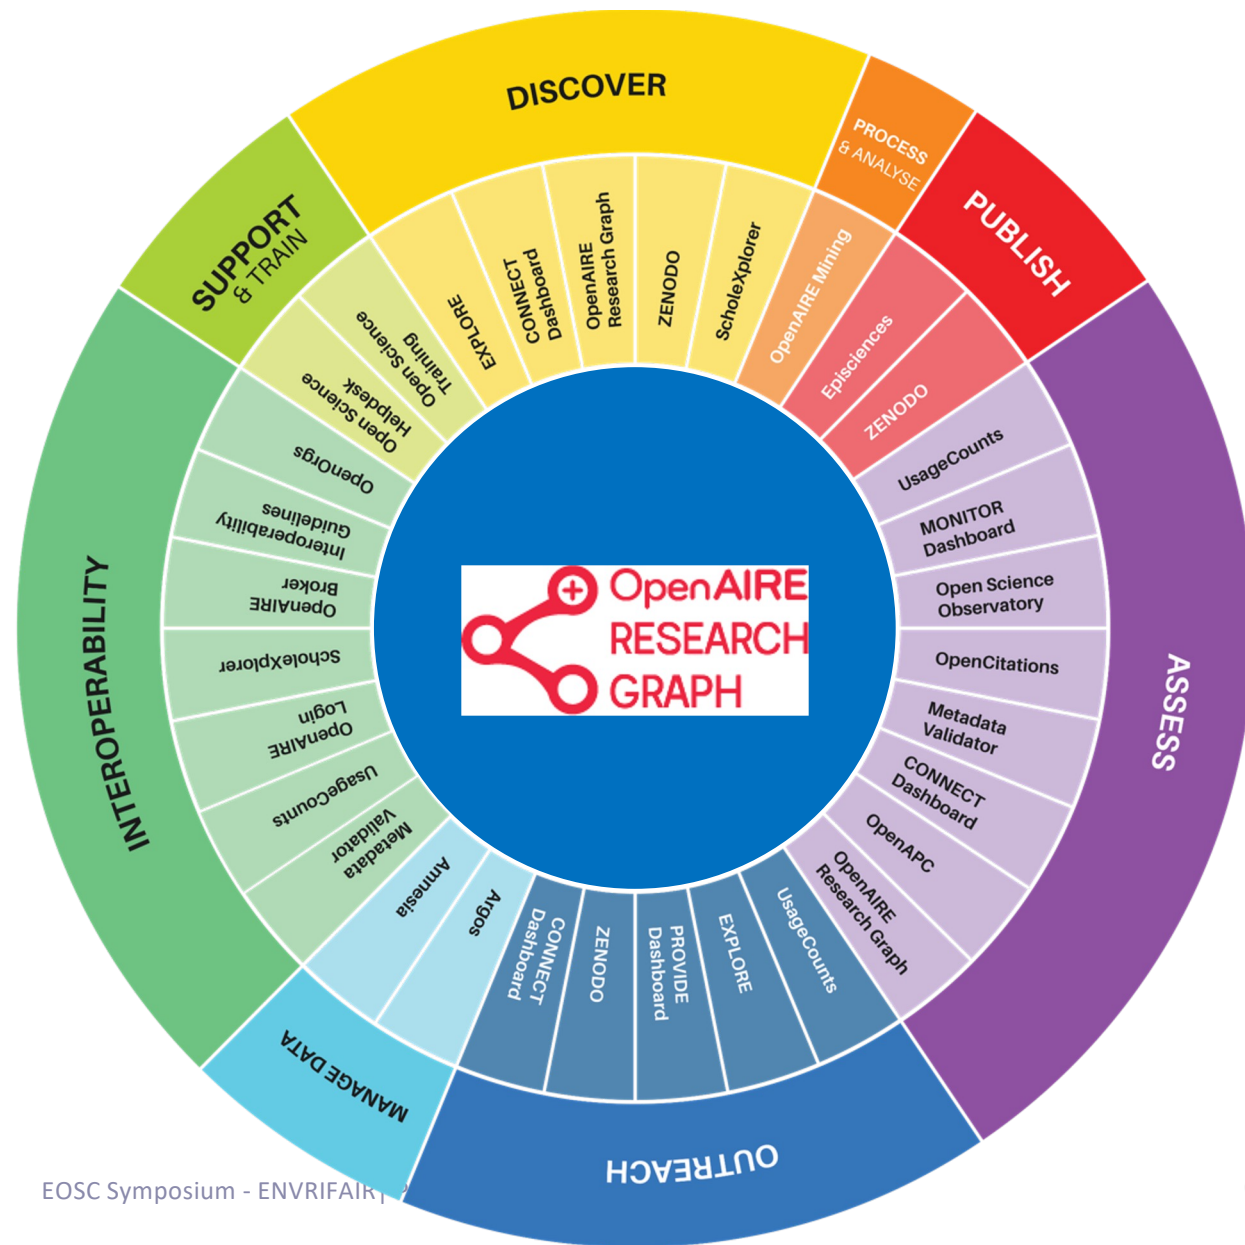 DISCOVER
EXPLORE
CONNECT
Dashboard
OpenAIRE
Research Graph
ZENODO
ScholeXplorer
PROCESS
& ANALYSE
OpenAIRE Mining
PUBLISH
Episciences
ZENODO
ASSESS
UsageCounts
MONITOR
Dashboard
Open Science
Observatory
OpenCitations
Metadata
Validator
CONNECT
Dashboard
OpenAPC
OpenAIRE
Research Graph
OUTREACH
UsageCounts
EXPLORE
PROVIDE
Dashboard
ZENODO
CONNECT
Dashboard
MANAGE DATA
Argos
Amnesia
INTEROPERABILITY
Metadata
Validator
UsageCounts
OpenAIRE
Login
ScholeXplorer
OpenAIRE
Broker
Interoperability
Guidelines
OpenOrgs
SUPPORT
& TRAIN
Open Science
Helpdesk
Open Science
Training
OpenAIRE
RESEARCH
GRAPH
EOSC Symposium - ENVRIFAIR|